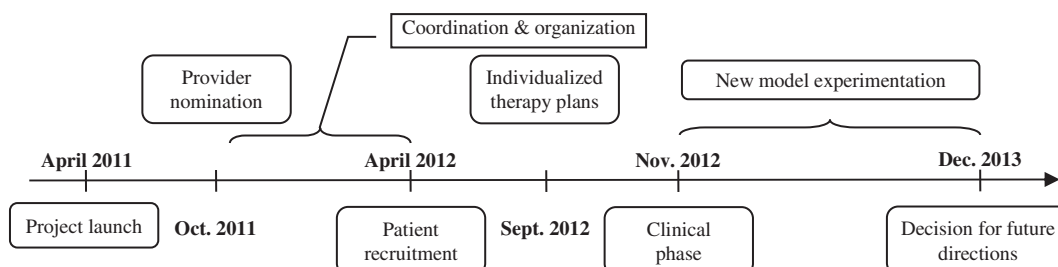 Coordination & organization
Provider
nomination
Individualized
therapy plans
New model experimentation
April 2011
April 2012
Nov. 2012
Dec. 2013
Project launch
Oct. 2011
Patient
recruitment
Sept. 2012
Clinical
phase
Decision for future
directions